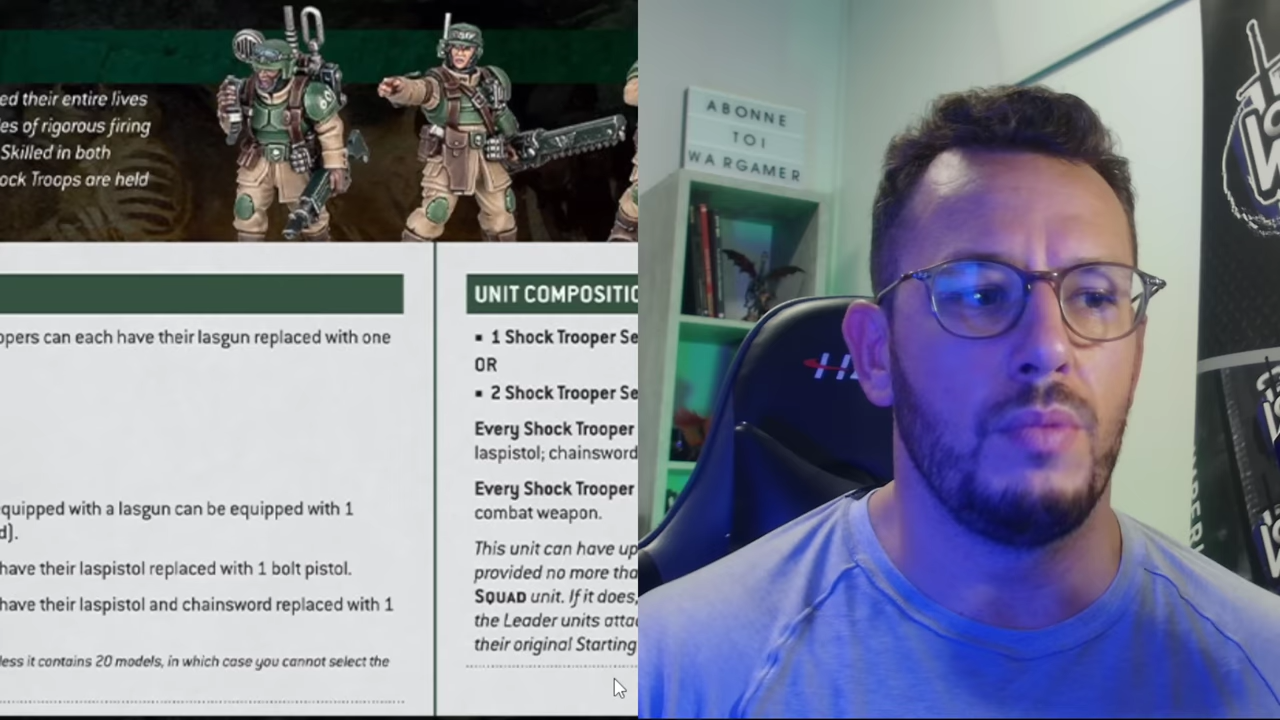 ed their entire lives
es of rigorous firing
Skilled in both
ock Troops are held
opers can each have their lasgun replaced with one
equipped with a lasgun can be equipped with 1
d).
have their laspistol replaced with 1 bolt pistol.
have their laspistol and chainsword replaced with 1
less it contains 20 models, in which case you cannot select the
UNIT COMPOSITIO
▪ 1 Shock Trooper Se
OR
▪ 2 Shock Trooper Se
Every Shock Trooper
laspistol; chainsword
Every Shock Trooper
combat weapon.
This unit can have up
provided no more tha
SQUAD unit. If it does,
the Leader units atta
their original Starting
ABONNE
TOI
WARGAMER